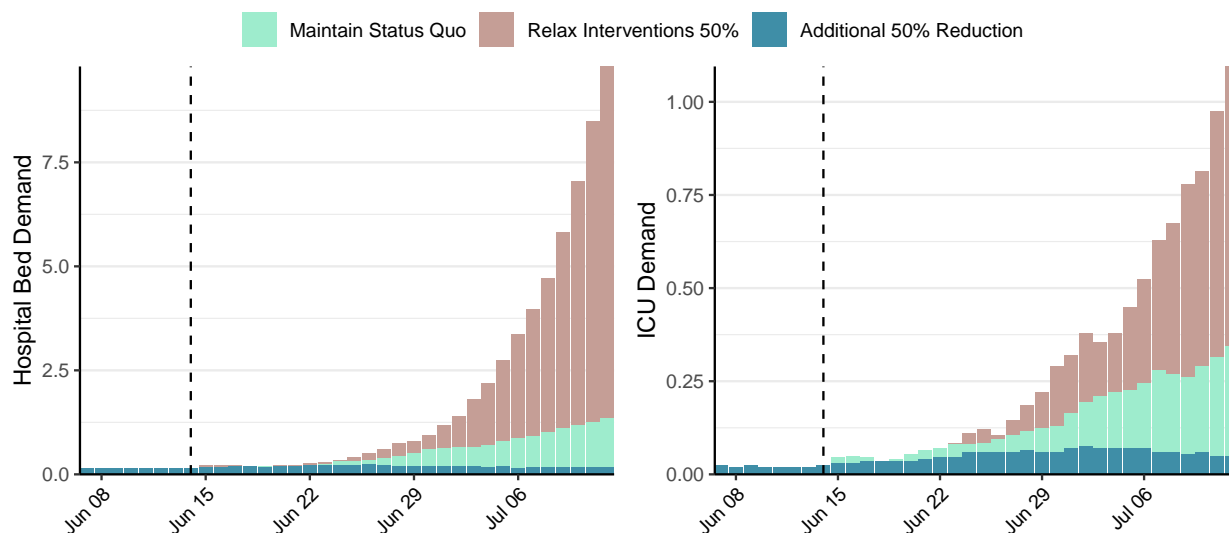 Maintain Status Quo Relax Interventions 50% Additional 50% Reduction
Hospital Bed Demand
7.5
5.0
2.5
0.0
Jun 08 Jun 15 Jun 22 Jun 29 Jul 06
ICU Demand
1.00
0.75
0.50
0.25
0.00
Jun 08 Jun 15 Jun 22 Jun 29 Jul 06